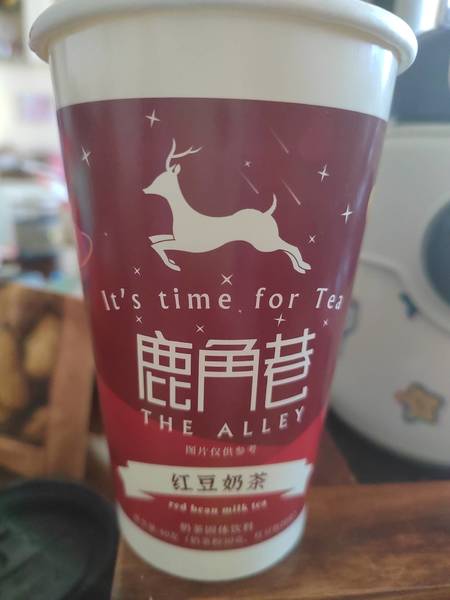 It's time for Tea
鹿角巷
THE ALLEY
图片仅供参考
红豆奶茶
red bean milk tea
奶茶固体饮料